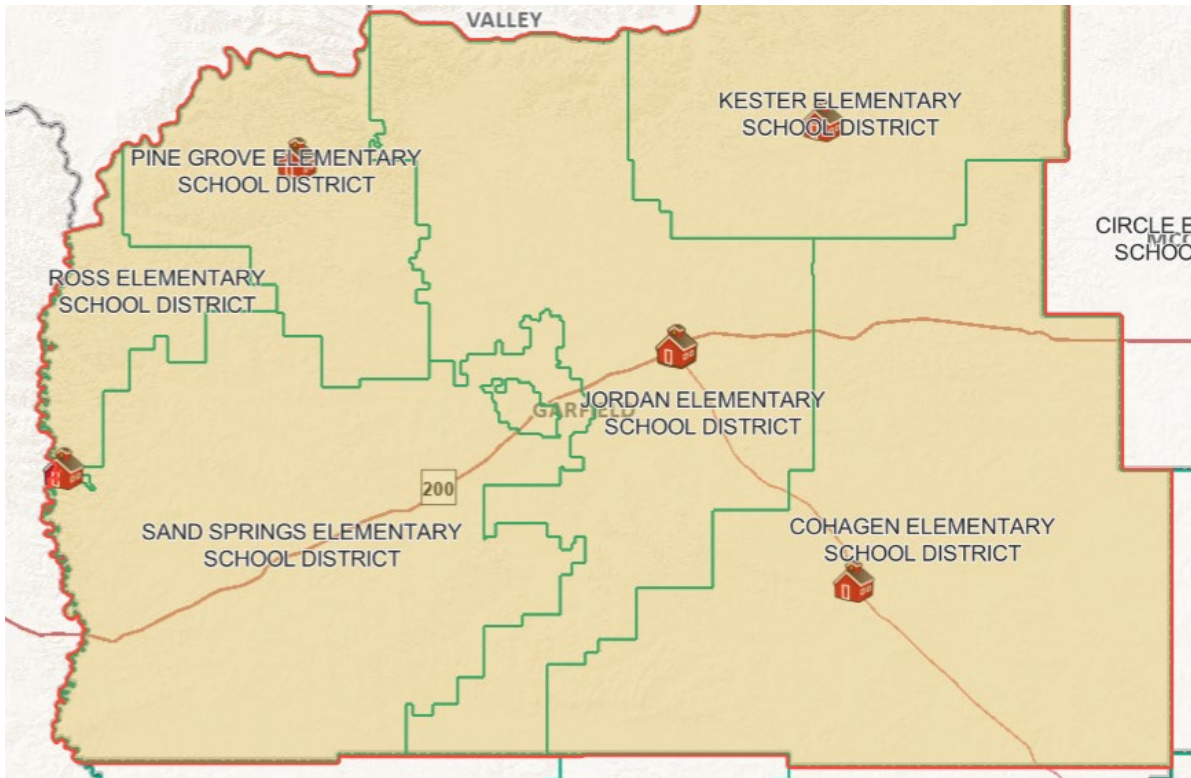 VALLEY
KESTER ELEMENTARY
SCHOOL DISTRICT
PINE GROVE ELEMENTARY
SCHOOL DISTRICT
CIRCLE E
SCHOO
ROSS ELEMENTARY
SCHOOL DISTRICT
GARFIELD
JORDAN ELEMENTARY
SCHOOL DISTRICT
200
SAND SPRINGS ELEMENTARY
SCHOOL DISTRICT
COHAGEN ELEMENTARY
SCHOOL DISTRICT